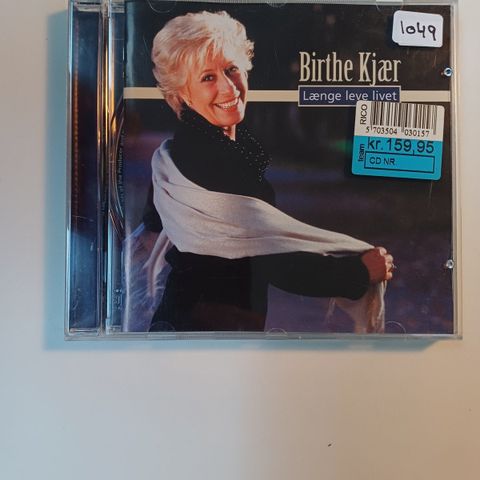 1049
Birthe Kjær
Længe leve livet
RICO
5 703504 030157
team
kr. 159,95
CD NR